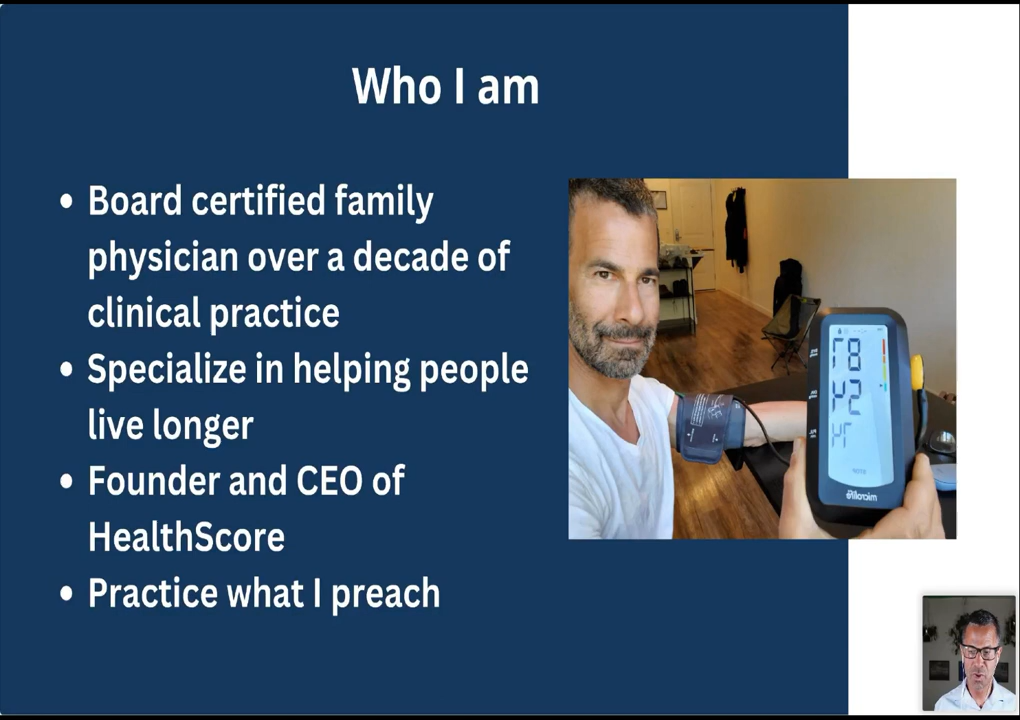 Who I am
• Board certified family
physician over a decade of
clinical practice
• Specialize in helping people
live longer
• Founder and CEO of
HealthScore
• Practice what I preach
microlife